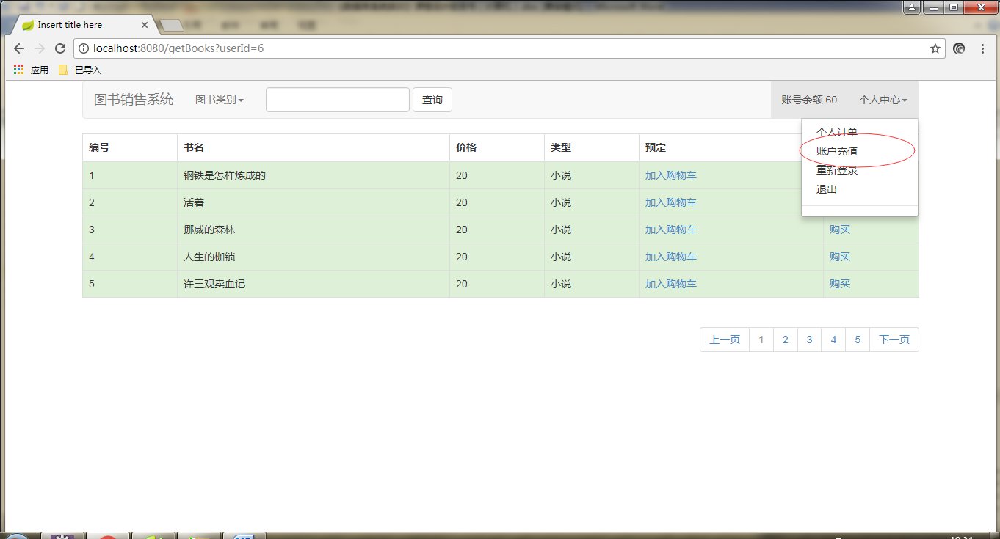 Insert title here
localhost:8080/getBooks?userId=6
应用 已导入
图书销售系统 图书类别 查询 账号余额:60 个人中心
个人订单
账户充值
重新登录
退出
编号 书名 价格 类型 预定
1 钢铁是怎样炼成的 20 小说 加入购物车
2 活着 20 小说 加入购物车
3 挪威的森林 20 小说 加入购物车 购买
4 人生的枷锁 20 小说 加入购物车 购买
5 许三观卖血记 20 小说 加入购物车 购买
上一页 1 2 3 4 5 下一页